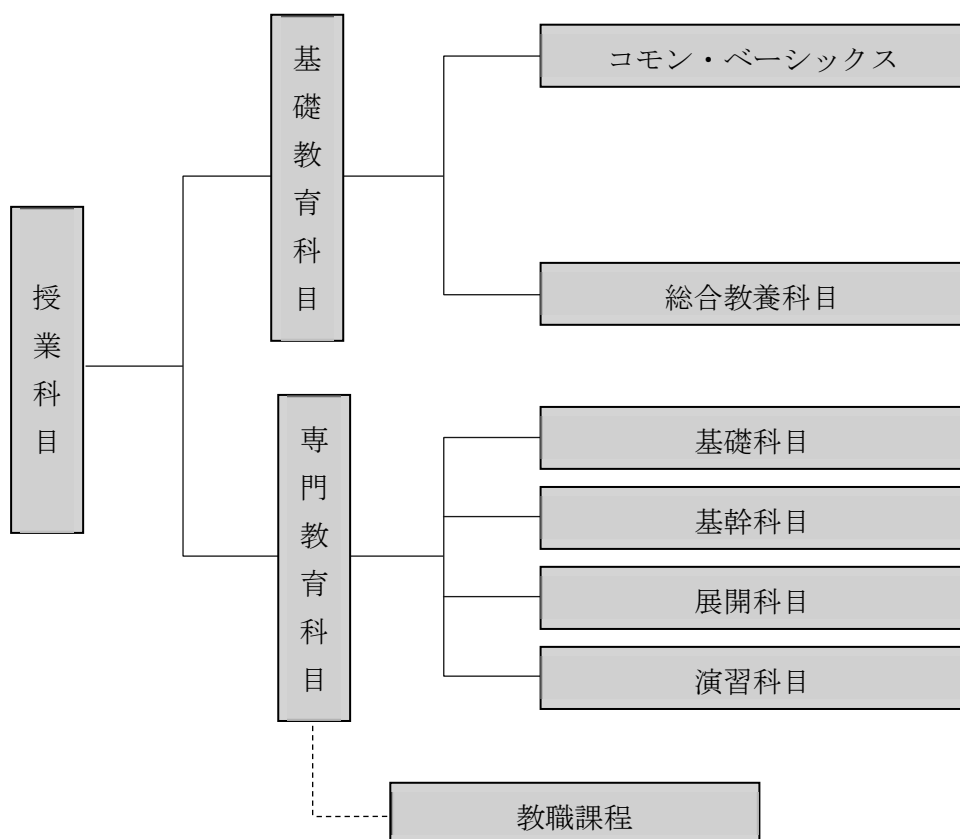 授業科目
基礎教育科目
コモン・ベーシックス
総合教養科目
専門教育科目
基礎科目
基幹科目
展開科目
演習科目
教職課程